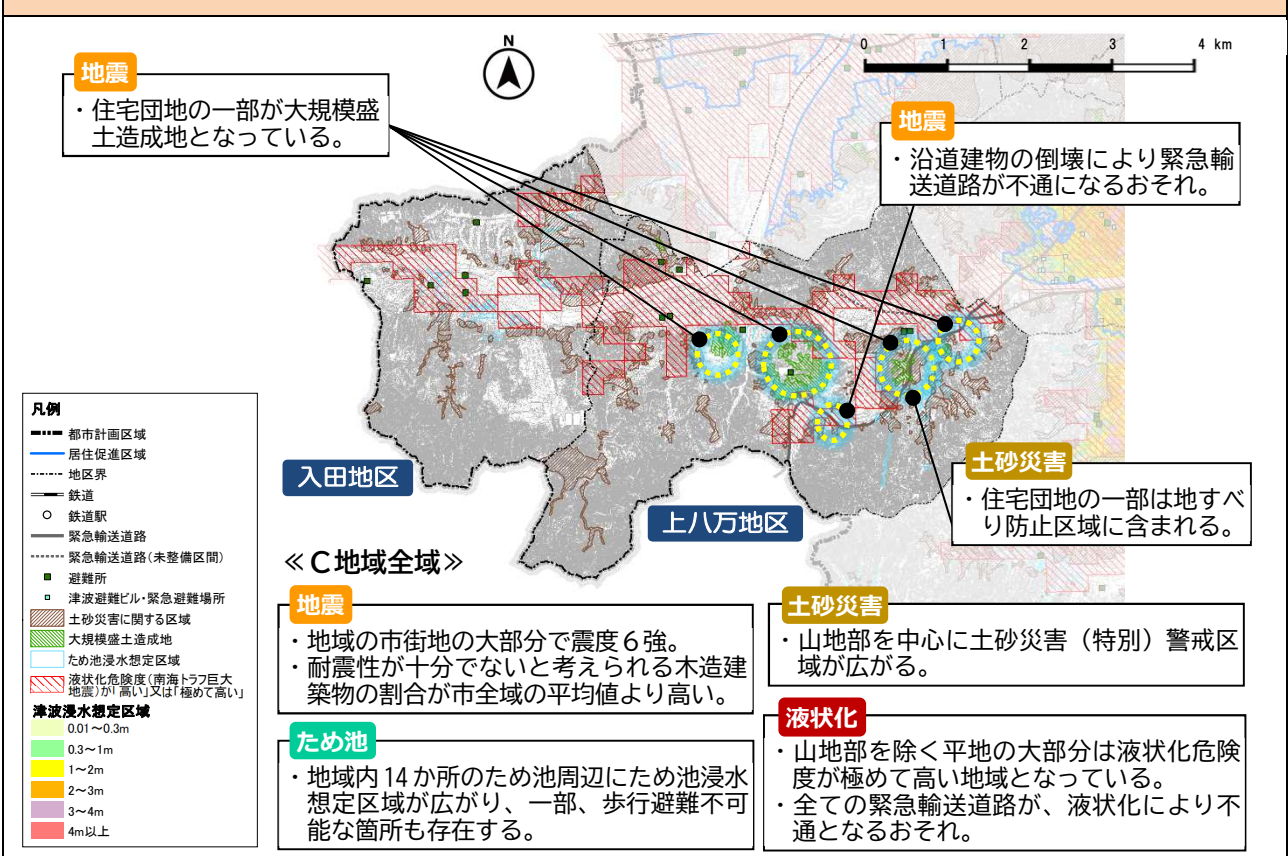 N
0 1 2 3 4 km
地震
・住宅団地の一部が大規模盛
土造成地となっている。
地震
・沿道建物の倒壊により緊急輸
送道路が不通になるおそれ。
土砂災害
・住宅団地の一部は地すべ
り防止区域に含まれる。
入田地区
上八万地区
凡例
都市計画区域
居住促進区域
地区界
鉄道
鉄道駅
緊急輸送道路
緊急輸送道路(未整備区間)
避難所
津波避難ビル・緊急避難場所
土砂災害に関する区域
大規模盛土造成地
ため池浸水想定区域
液状化危険度(南海トラフ巨大
地震)が「高い」又は「極めて高い」
津波浸水想定区域
0.01～0.3m
0.3～1m
1～2m
2～3m
3～4m
4m以上
≪C地域全域≫
地震
・地域の市街地の大部分で震度6強。
・耐震性が十分でないと考えられる木造建
築物の割合が市全域の平均値より高い。
ため池
・地域内14か所のため池周辺にため池浸水
想定区域が広がり、一部、歩行避難不可
能な箇所も存在する。
土砂災害
・山地部を中心に土砂災害（特別）警戒区
域が広がる。
液状化
・山地部を除く平地の大部分は液状化危険
度が極めて高い地域となっている。
・全ての緊急輸送道路が、液状化により不
通となるおそれ。